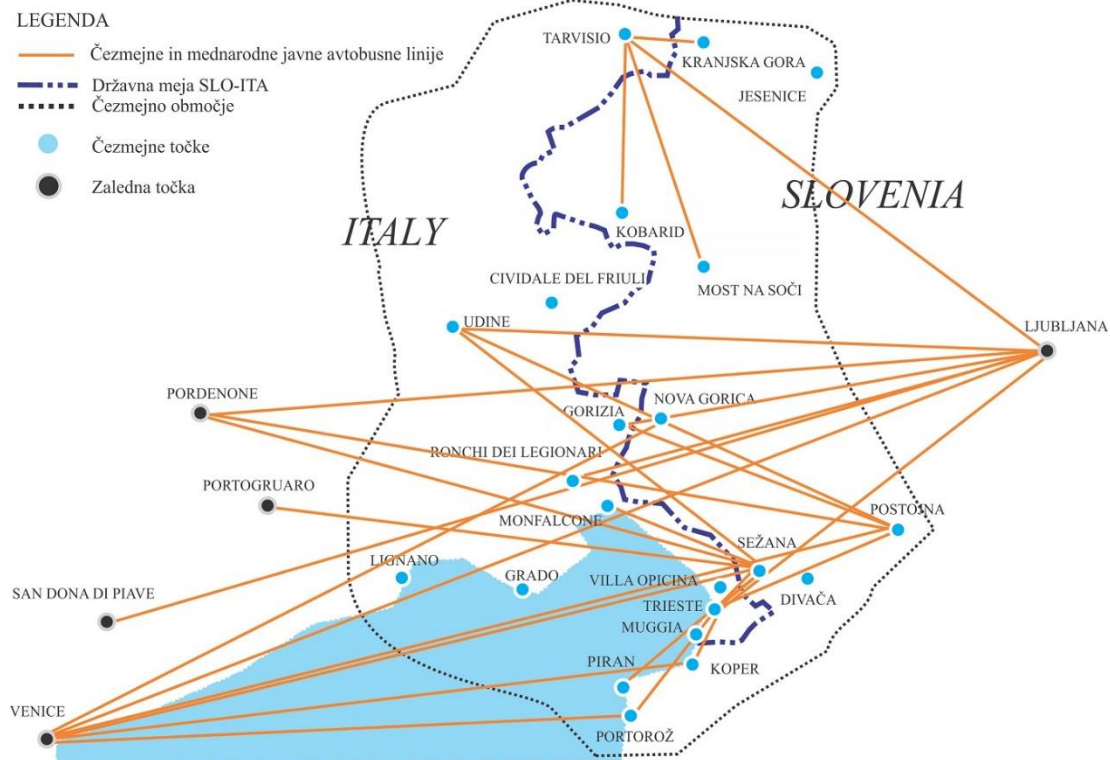 LEGENDA
Čezmejne in mednarodne javne avtobusne linije
Državna meja SLO-ITA
Čezmejno območje
Čezmejne točke
Zaledna točka
TARVISIO
KRANJSKA GORA
JESENICE
SLOVENIA
ITALY
KOBARID
CIVIDALE DEL FRIULI
MOST NA SOČI
UDINE
LJUBLJANA
PORDENONE
NOVA GORICA
GORIZIA
RONCHI DEI LEGIONARI
PORTOGRUARO
MONFALCONE
POSTOJNA
SEŽANA
LIGNANO
GRADO
VILLA OPICINA
DIVAČA
SAN DONA DI PIAVE
TRIESTE
MUGGIA
PIRAN
KOPER
VENICE
PORTOROŽ